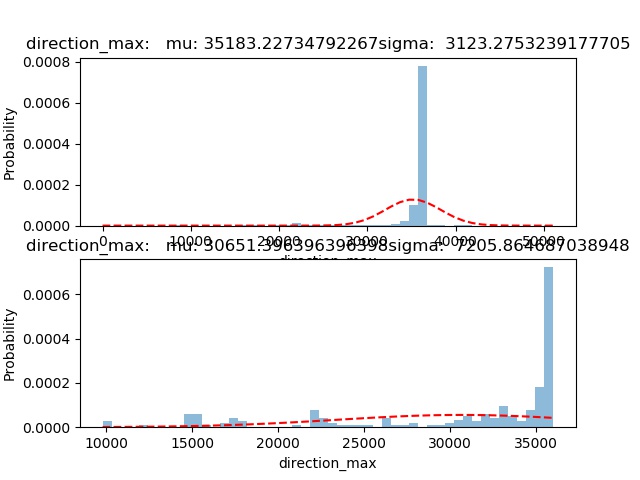 direction_max:   mu: 35183.22734792267sigma:  3123.2753239177705
0.0008
0.0006
0.0004
0.0002
0.0000
Probability
0 10000 20000 30000 40000 50000
direction_max
direction_max:   mu: 30651.396396396398sigma:  7205.864687038948
0.0006
0.0004
0.0002
0.0000
Probability
10000 15000 20000 25000 30000 35000
direction_max